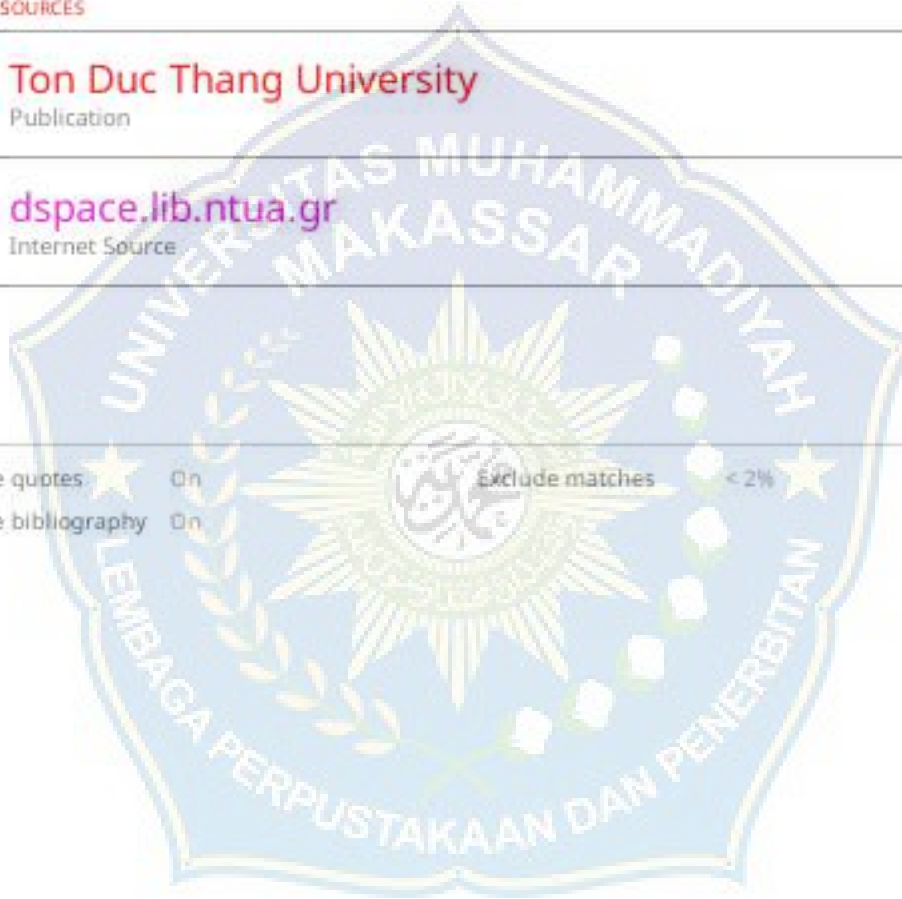 SOURCES
Ton Duc Thang University
Publication
dspace.lib.ntua.gr
Internet Source
UNIVERSITAS MUHAMMADIYAH
MAKASSAR
e quotes On Exclude matches < 2%
e bibliography On
LEMBAGA PERPUSTAKAAN DAN PENERBITAN